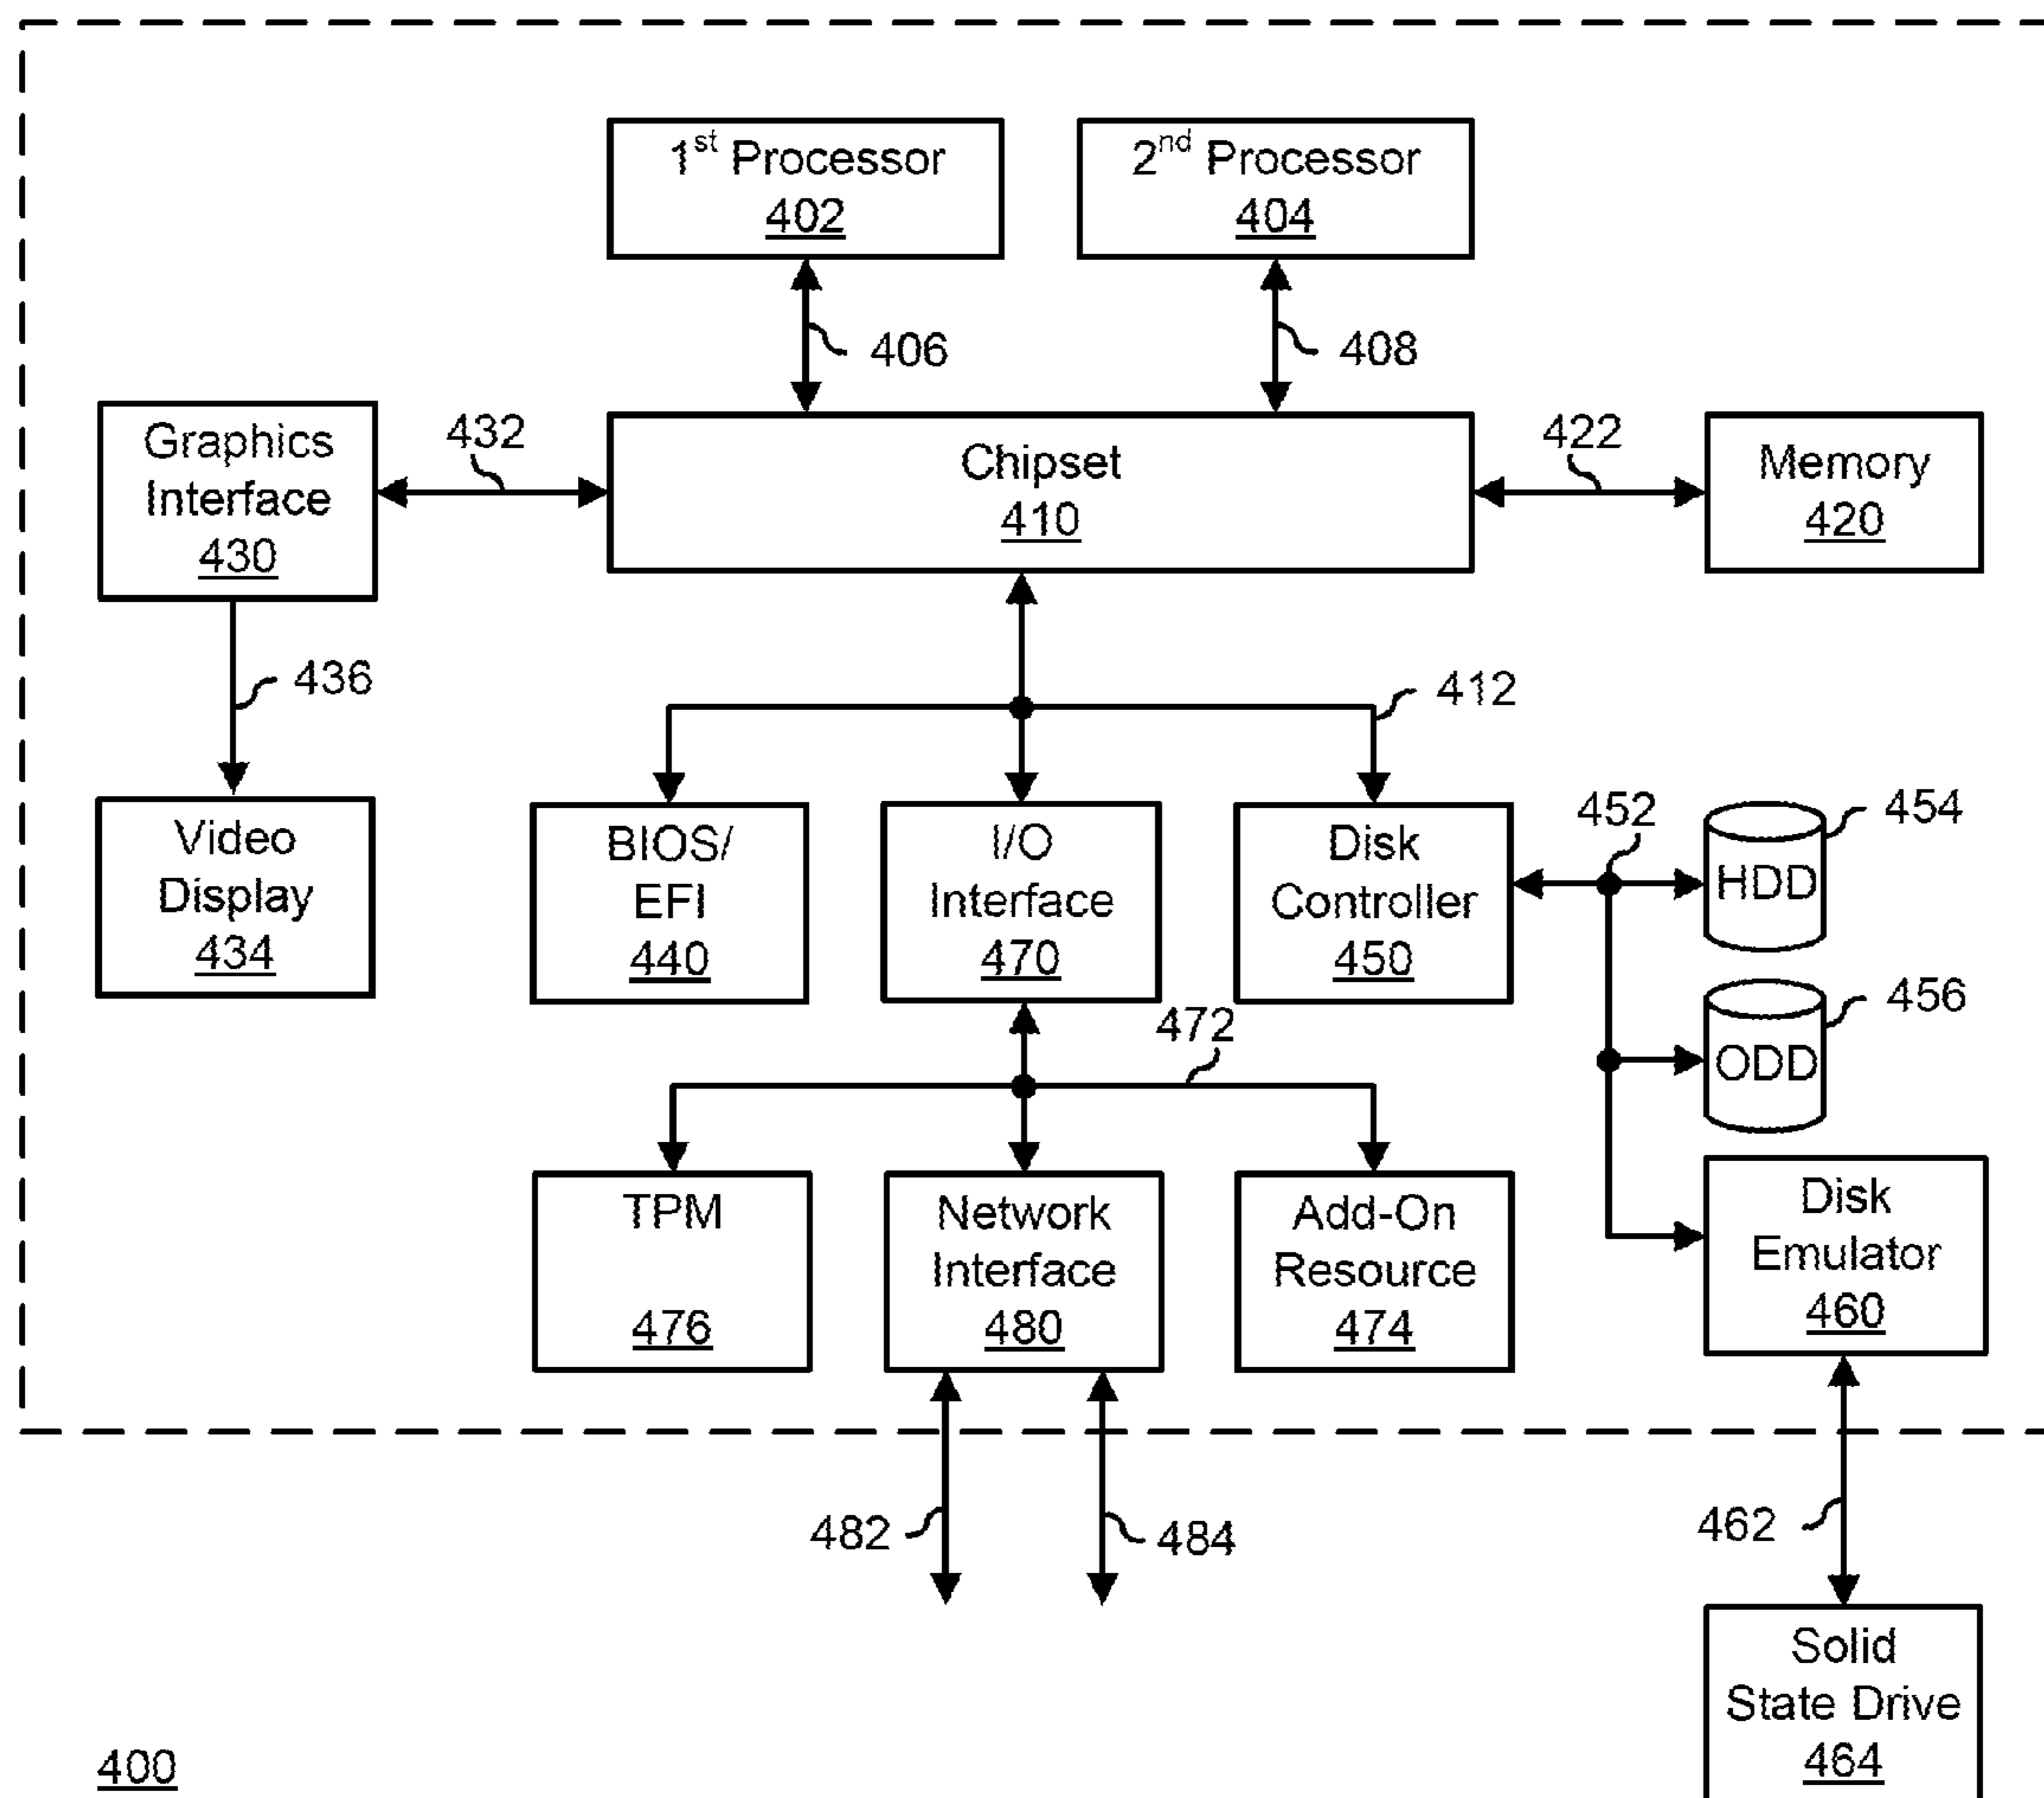 1st Processor
402
2nd Processor
404
406
408
Graphics
Interface
430
432
Chipset
410
422
Memory
420
436
412
Video
Display
434
BIOS/
EFI
440
I/O
Interface
470
Disk
Controller
450
452
HDD
454
ODD
456
472
TPM
476
Network
Interface
480
Add-On
Resource
474
Disk
Emulator
460
482
484
462
Solid
State Drive
464
400